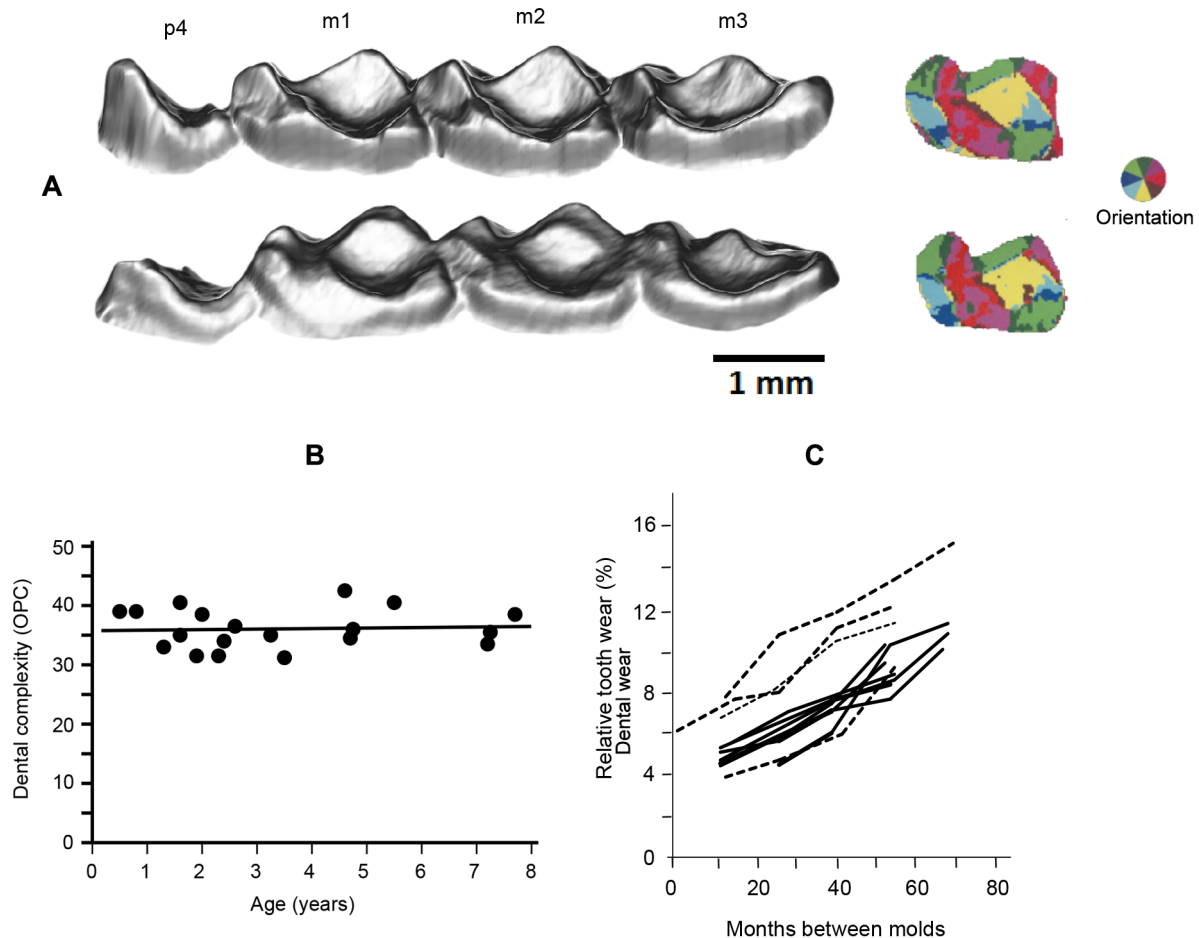 p4 m1 m2 m3
A
Orientation
1 mm
B
Dental complexity (OPC)
50
40
30
20
10
0
0 1 2 3 4 5 6 7 8
Age (years)
C
Relative tooth wear (%)
Dental wear
16
12
8
4
0
0 20 40 60 80
Months between molds